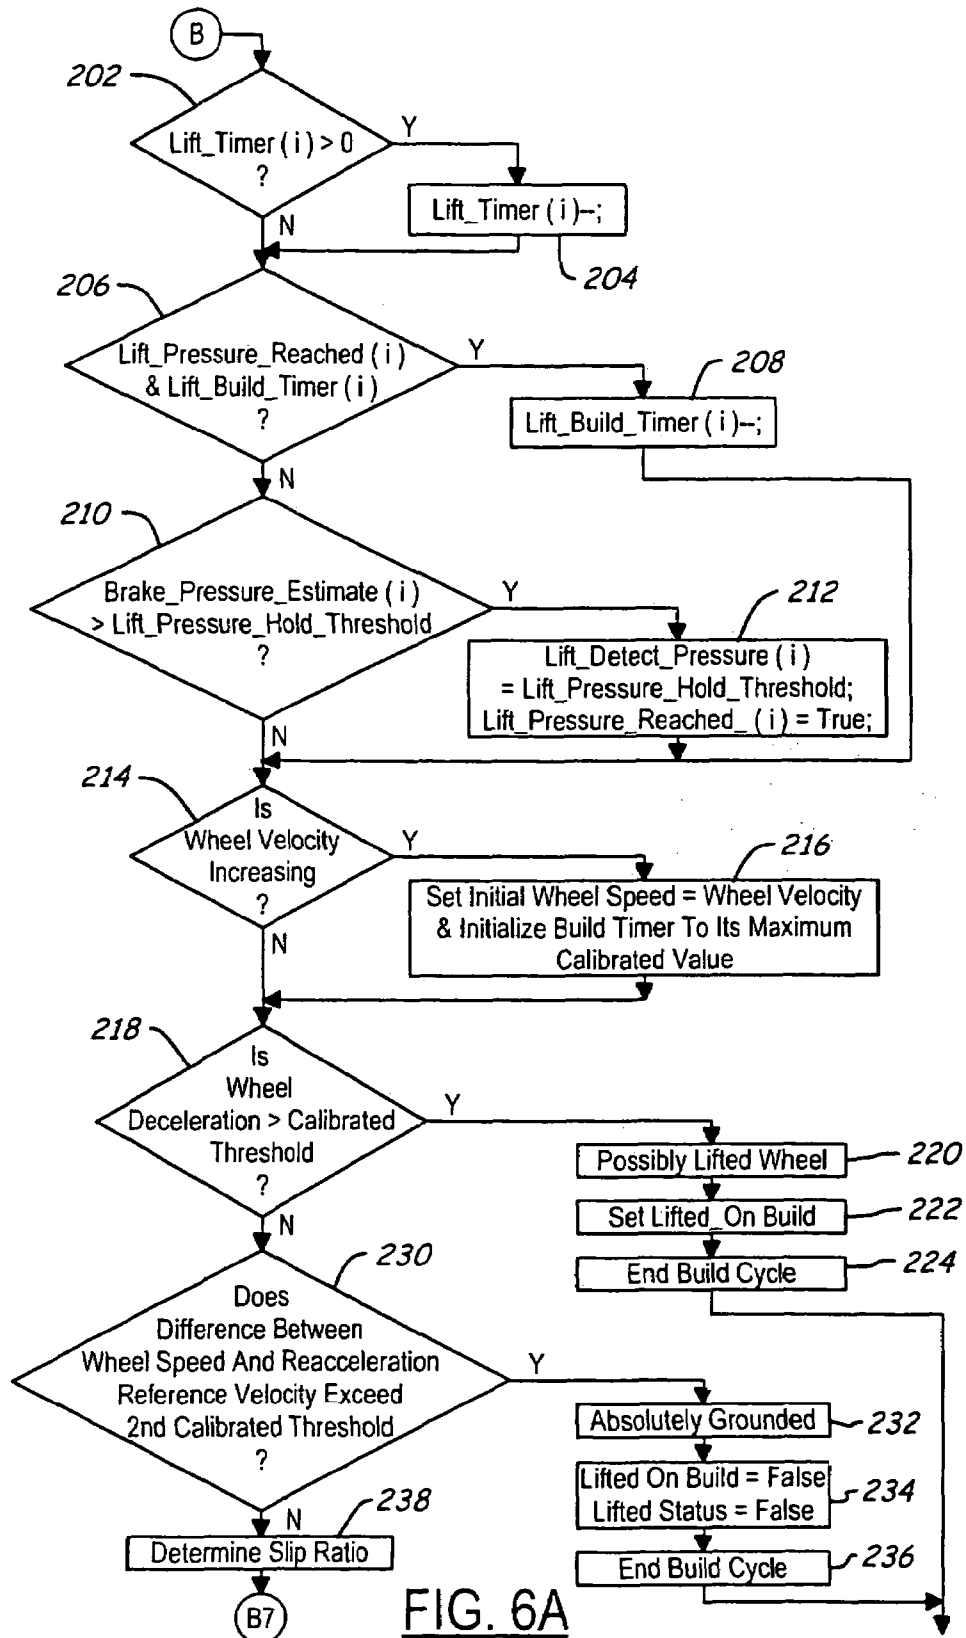 B
202
Lift_Timer ( i ) > 0
?
Y
N
Lift_Timer ( i )--;
204
206
Lift_Pressure_Reached ( i )
& Lift_Build_Timer ( i )
?
Y
N
208
Lift_Build_Timer ( i )--;
210
Brake_Pressure_Estimate ( i )
> Lift_Pressure_Hold_Threshold
?
Y
N
212
Lift_Detect_Pressure ( i )
= Lift_Pressure_Hold_Threshold;
Lift_Pressure_Reached_ ( i ) = True;
214
Is
Wheel Velocity
Increasing
?
Y
N
216
Set Initial Wheel Speed = Wheel Velocity
& Initialize Build Timer To Its Maximum
Calibrated Value
218
Is
Wheel
Deceleration > Calibrated
Threshold
?
Y
N
Possibly Lifted Wheel
220
Set Lifted_On Build
222
End Build Cycle
224
230
Does
Difference Between
Wheel Speed And Reacceleration
Reference Velocity Exceed
2nd Calibrated Threshold
?
Y
N
Absolutely Grounded
232
Lifted On Build = False
Lifted Status = False
234
End Build Cycle
236
238
Determine Slip Ratio
B7
FIG. 6A